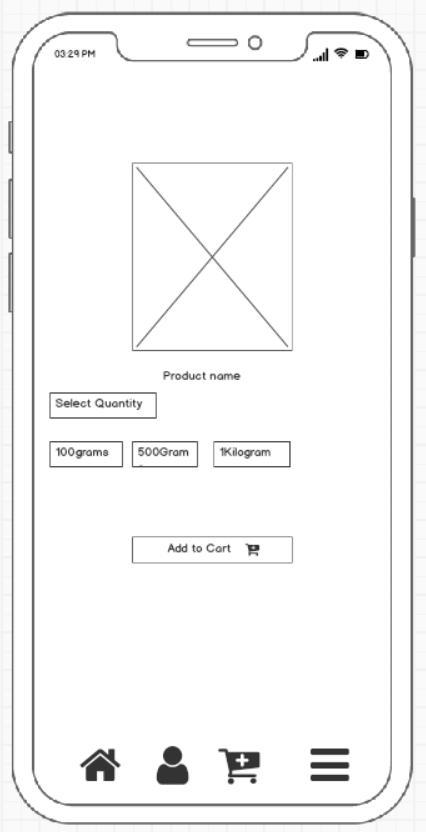 03:29 PM
Product name
Select Quantity
100grams 500Gram 1Kilogram
Add to Cart